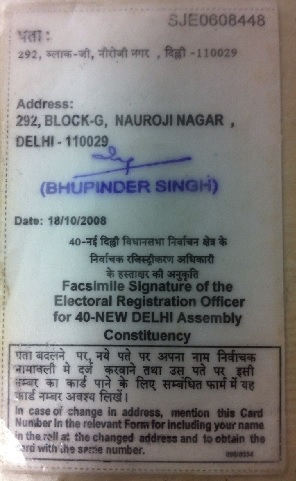 SJE0608448
पता :
292, ब्लाक-जी, नौरोजी नगर , दिल्ली -110029
Address:
292, BLOCK-G, NAUROJI NAGAR ,
DELHI - 110029
(BHUPINDER SINGH)
Date: 18/10/2008
40-नई दिल्ली विधानसभा निर्वाचन क्षेत्र के
निर्वाचक रजिस्ट्रीकरण अधिकारी
के हस्ताक्षर की अनुकृति
Facsimile Signature of the
Electoral Registration Officer
for 40-NEW DELHI Assembly
Constituency
पता बदलने पर, नये पते पर अपना नाम निर्वाचक
नामावली में दर्ज करवाने तथा उस पते पर इसी
नम्बर का कार्ड पाने के लिए सम्बंधित फार्म में यह
कार्ड नम्बर अवश्य लिखें।
In case of change in address, mention this Card
Number in the relevant Form for including your name
in the roll at the changed address and to obtain the
card with the same number.